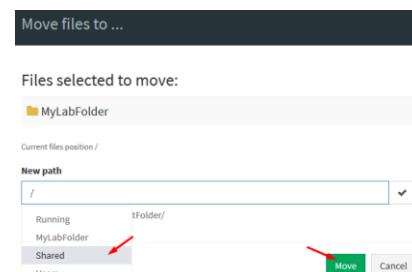 Move files to ...
Files selected to move:
MyLabFolder
Current files position /
New path
/
Running
tFolder/
MyLabFolder
Shared
Move Cancel